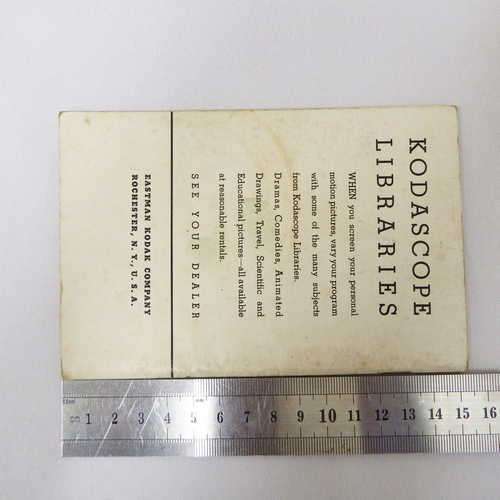 KODASCOPE
LIBRARIES
WHEN you screen your personal
motion pictures, vary your program
with some of the many subjects
from Kodascope Libraries.
Dramas, Comedies, Animated
Drawings, Travel, Scientific and
Educational pictures—all available
at reasonable rentals.
SEE YOUR DEALER
EASTMAN KODAK COMPANY
ROCHESTER, N. Y., U. S. A.
1 2 3 4 5 6 7 8 9 10 11 12 13 14 15 16